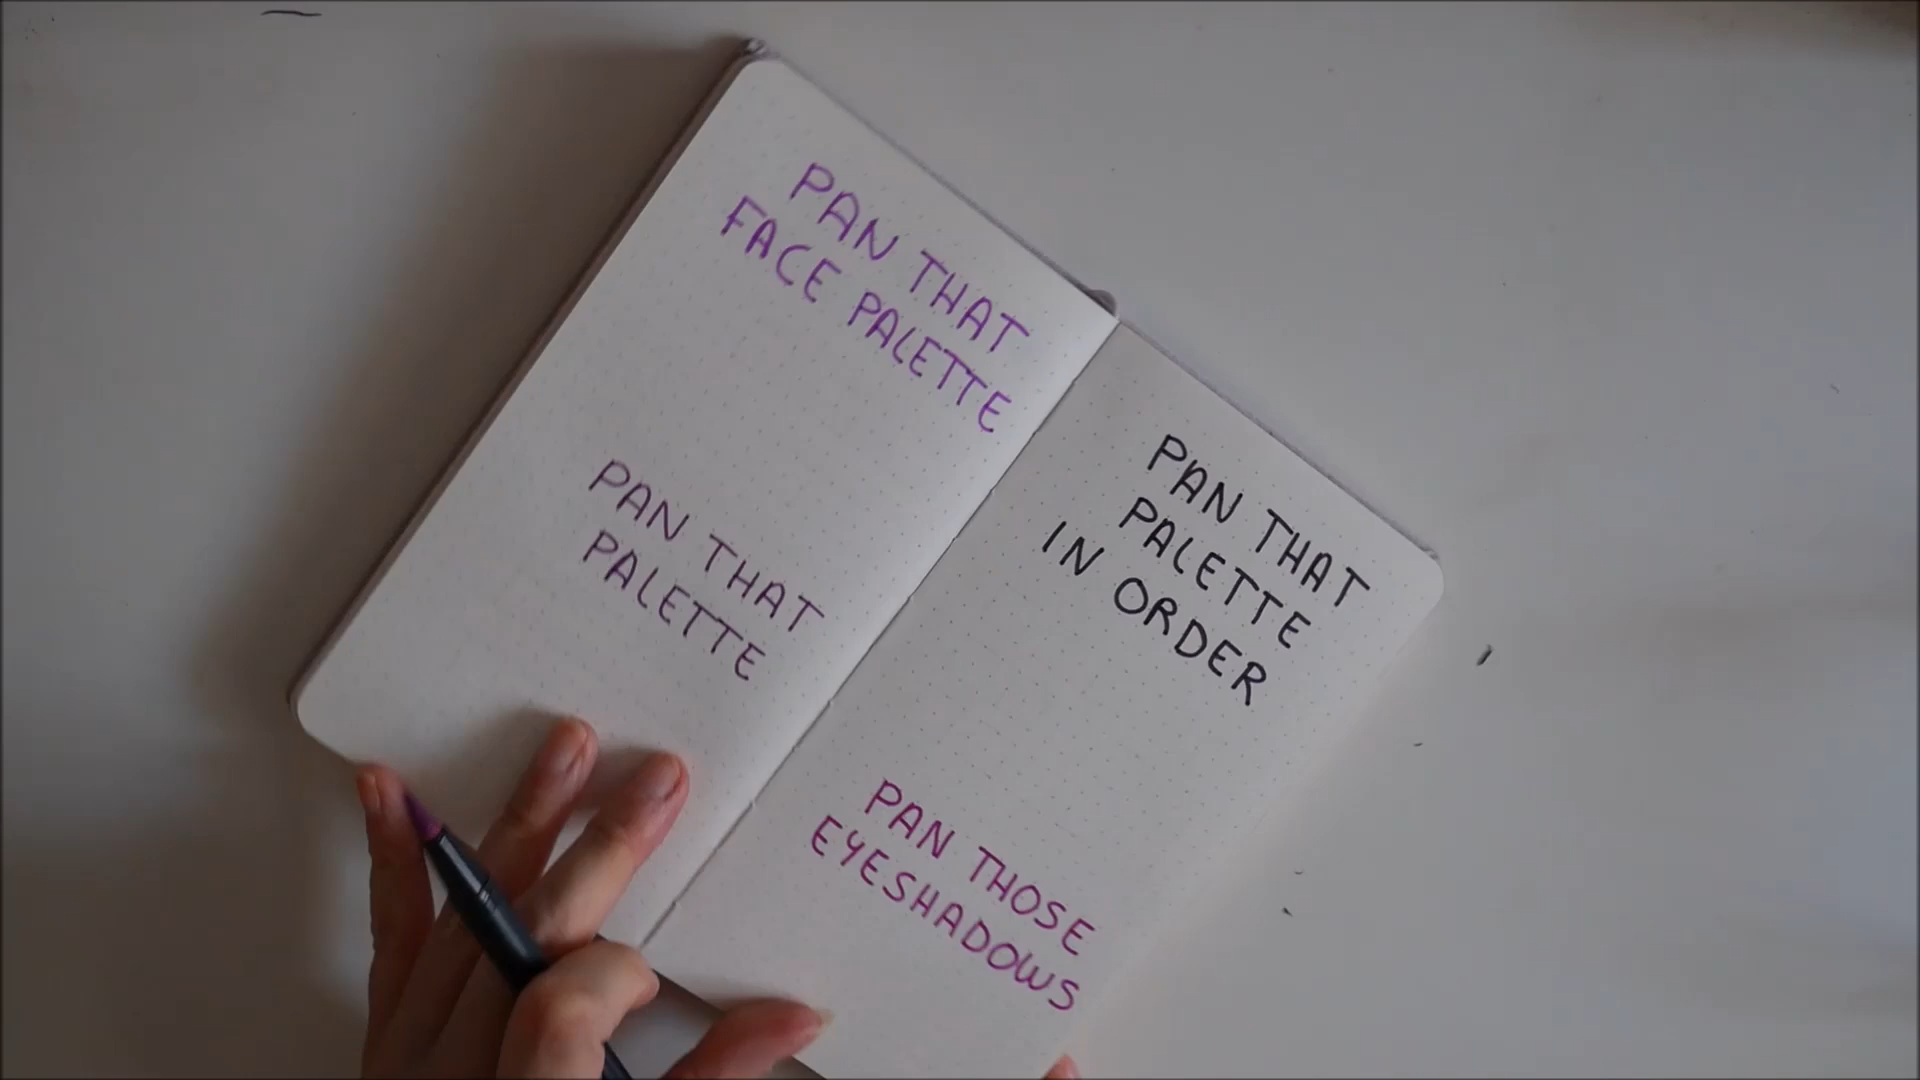 PAN THAT
FACE PALETTE
PAN THAT
PALETTE
PAN THAT
PALETTE
IN ORDER
PAN THOSE
EYESHADOWS